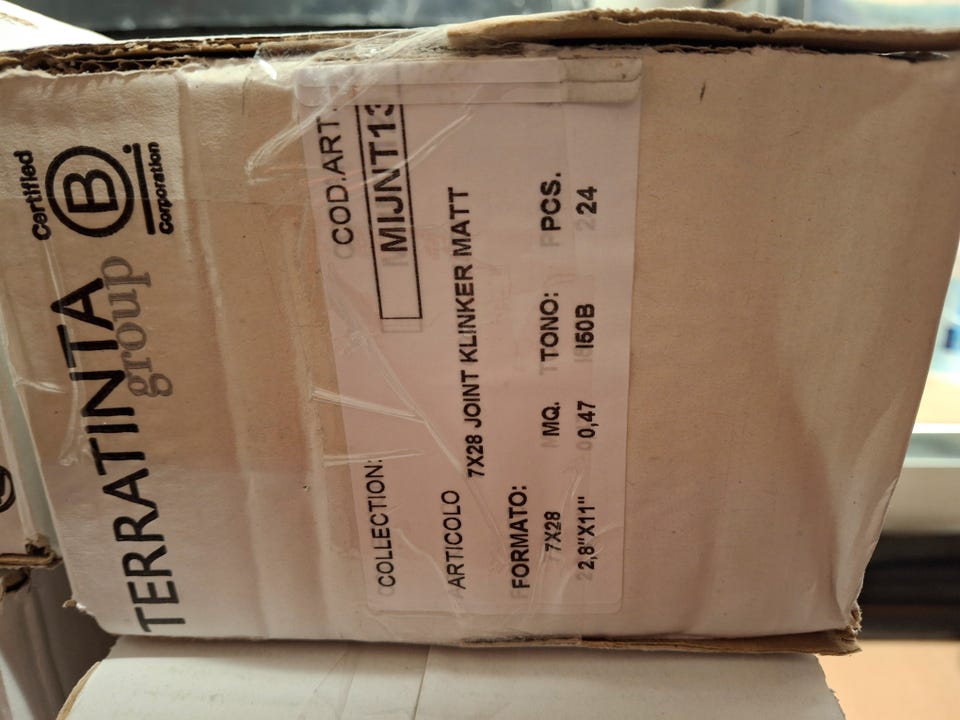 TERRATINTA
group
Certified
B
Corporation
COLLECTION:
COD.ART.
MIJNT13
ARTICOLO
7X28 JOINT KLINKER MATT
FORMATO: MQ. TONO: PCS.
7X28 0,47 I50B 24
2,8"X11"